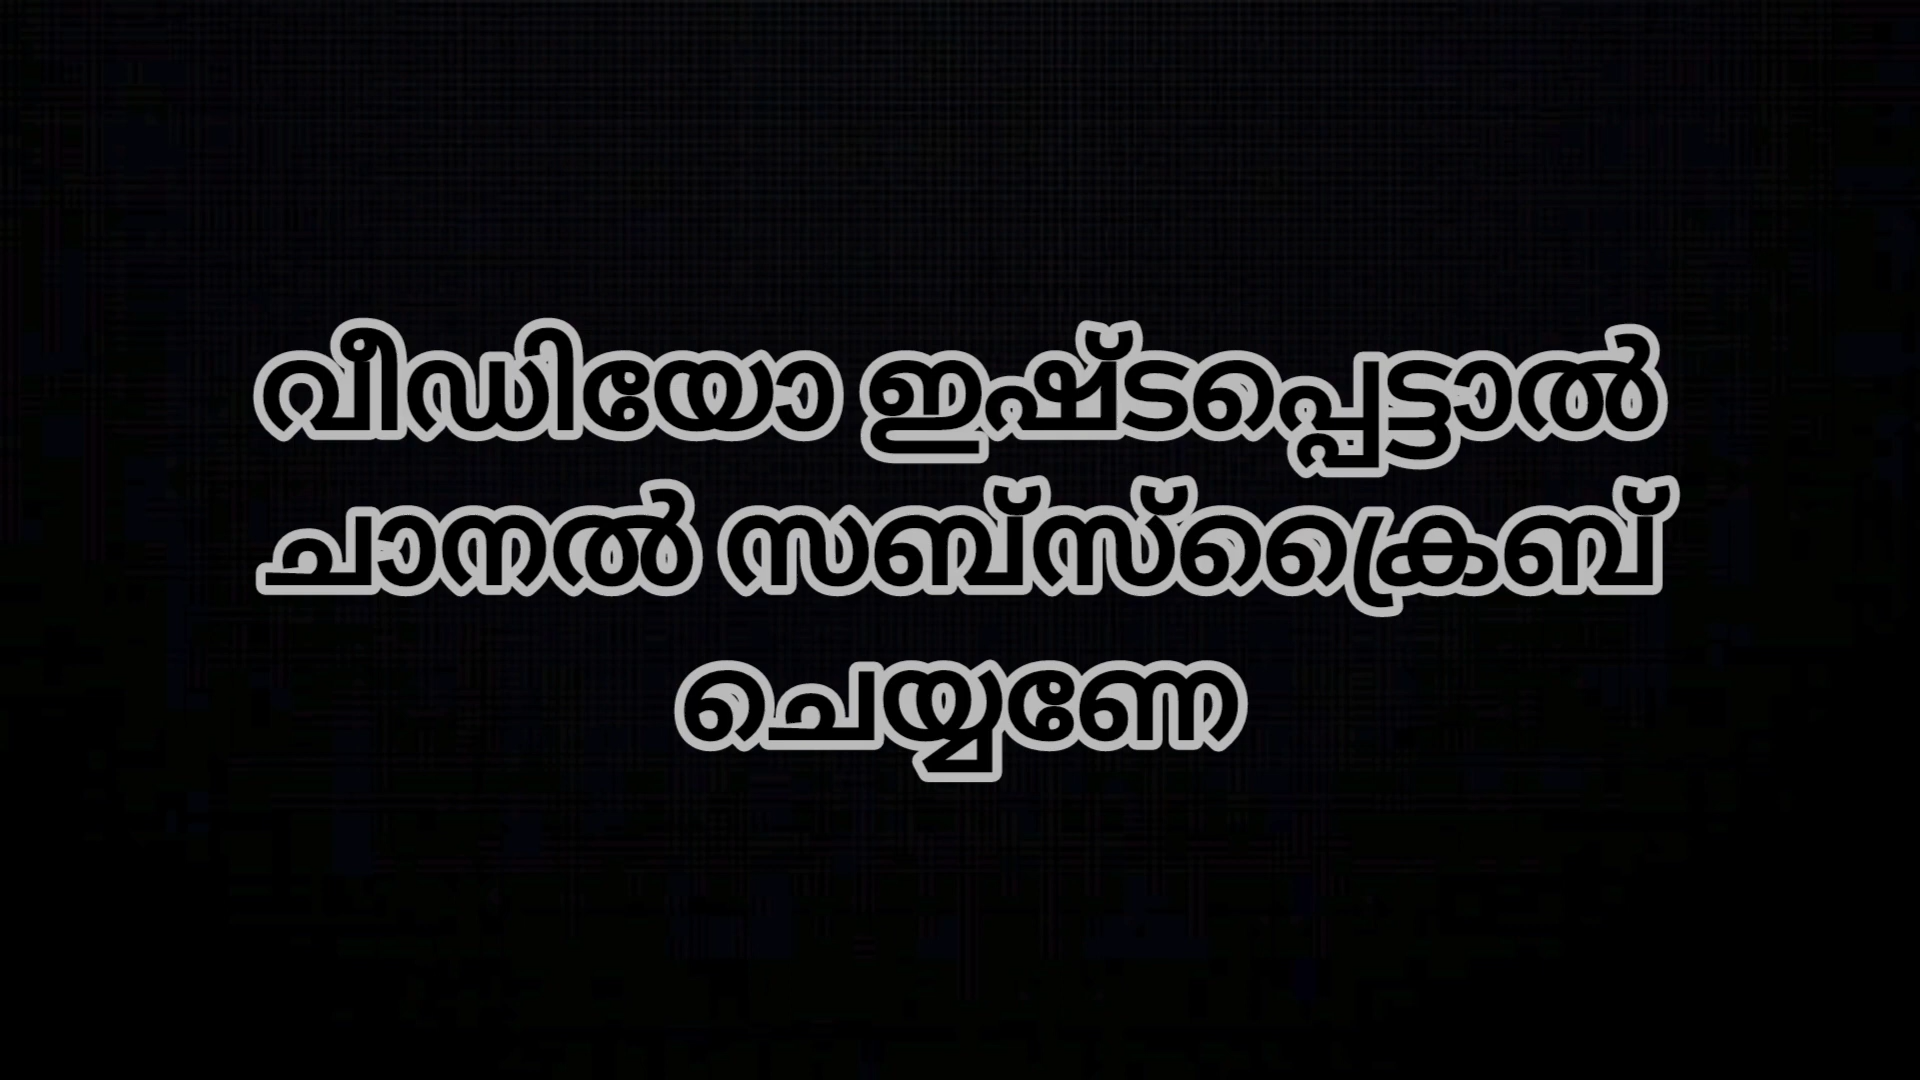 വീഡിയോ ഇഷ്ടപ്പെട്ടാൽ
ചാനൽ സബ്സ്ക്രൈബ്
ചെയ്യണേ